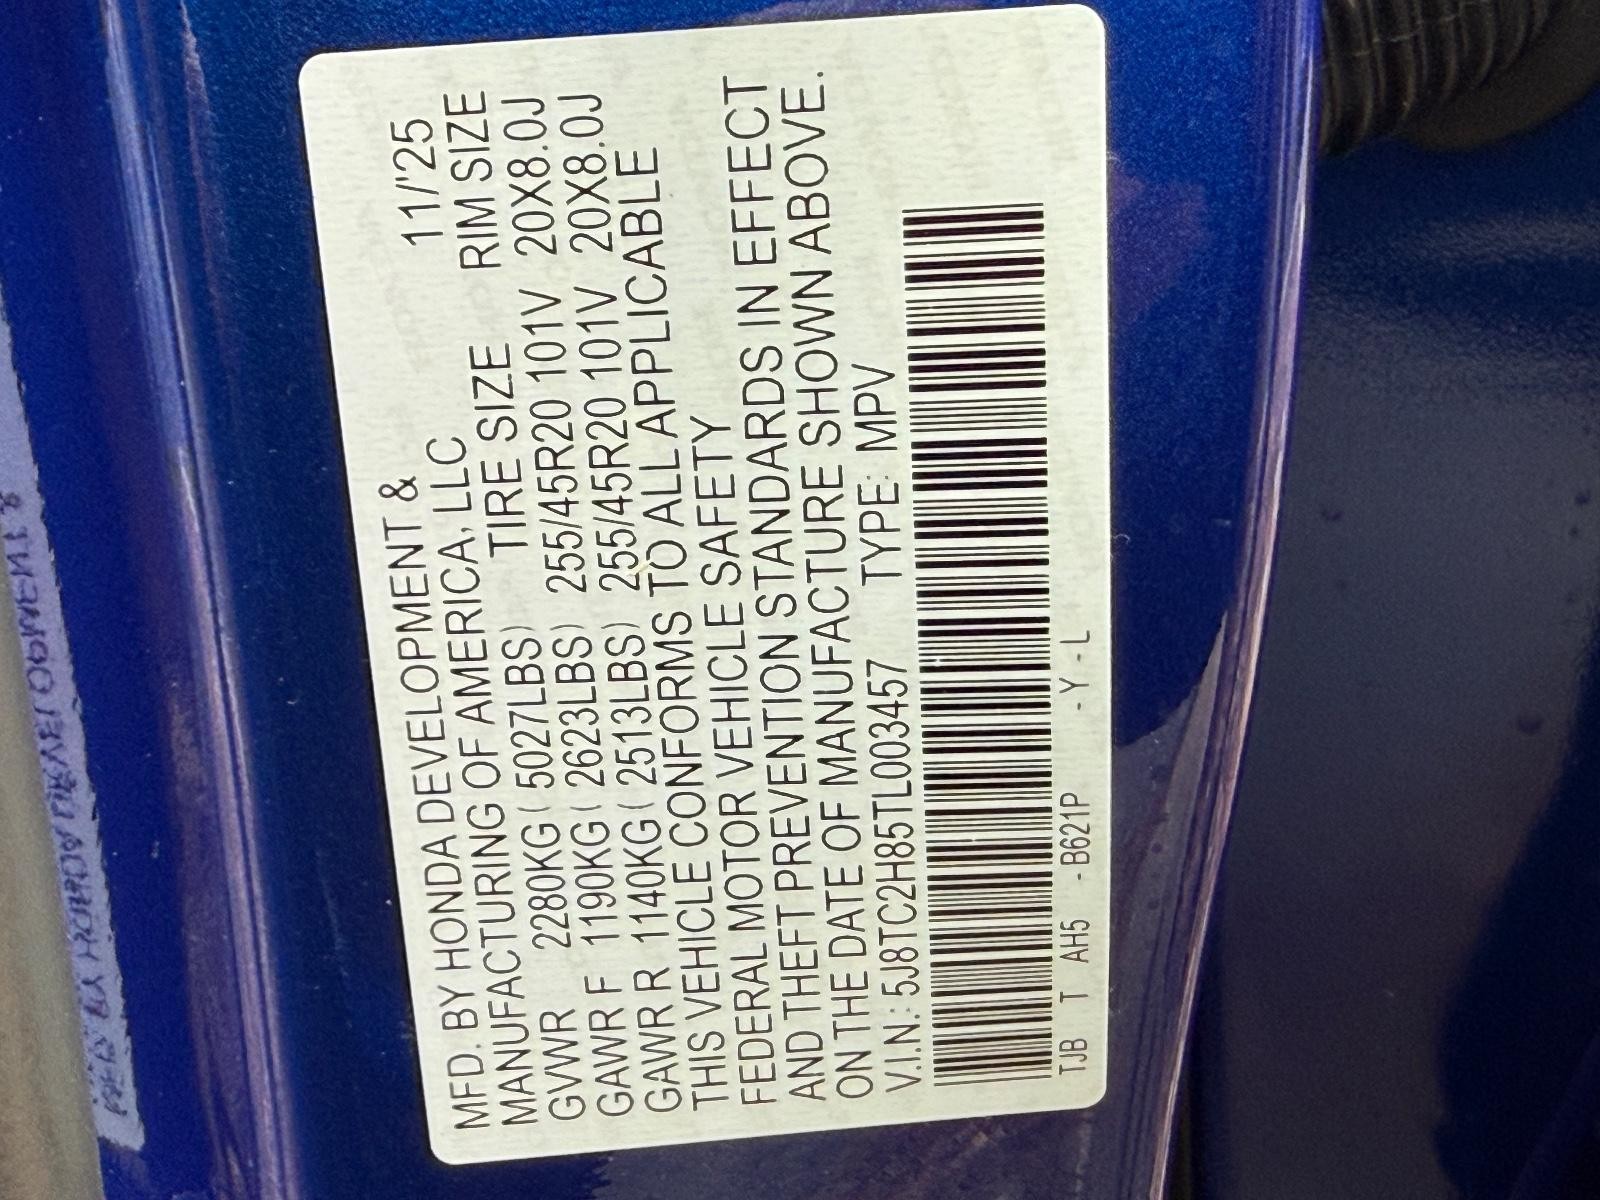 MFD. BY HONDA DEVELOPMENT &
MANUFACTURING OF AMERICA, LLC 11/'25
TIRE SIZE RIM SIZE
GVWR 2280KG ( 5027LBS) 255/45R20 101V 20X8.0J
GAWR F 1190KG ( 2623LBS) 255/45R20 101V 20X8.0J
GAWR R 1140KG ( 2513LBS)
THIS VEHICLE CONFORMS TO ALL APPLICABLE
FEDERAL MOTOR VEHICLE SAFETY
AND THEFT PREVENTION STANDARDS IN EFFECT
ON THE DATE OF MANUFACTURE SHOWN ABOVE.
V.I.N.: 5J8TC2H85TL003457 TYPE: MPV
TJB T AH5 -B621P - Y - L